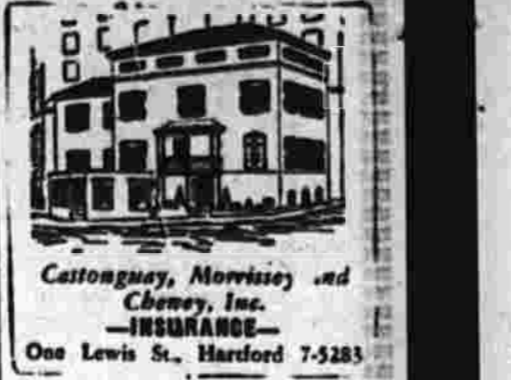 Castonguay, Morrissey and
Cheney, Inc.
—INSURANCE—
One Lewis St., Hartford 7-5283